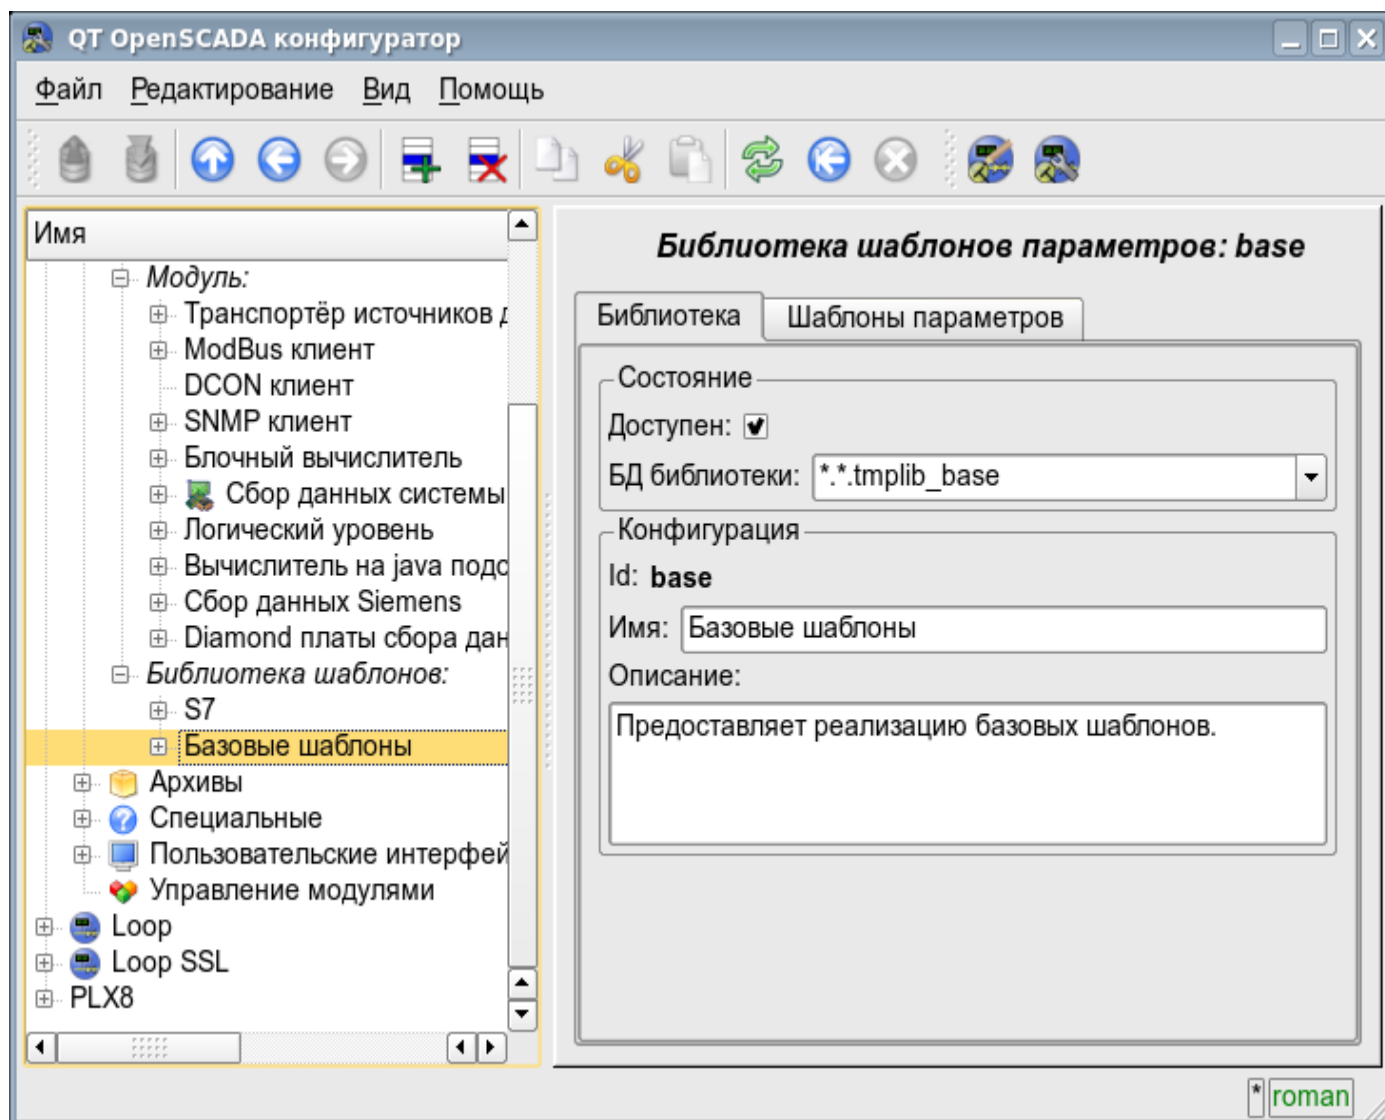 QT OpenSCADA конфигуратор
Файл Редактирование Вид Помощь
Имя
Модуль:
Транспортёр источников д
ModBus клиент
DCON клиент
SNMP клиент
Блочный вычислитель
Сбор данных системы
Логический уровень
Вычислитель на java подо
Сбор данных Siemens
Diamond платы сбора дан
Библиотека шаблонов:
S7
Базовые шаблоны
Архивы
Специальные
Пользовательские интерфей
Управление модулями
Loop
Loop SSL
PLX8
Библиотека шаблонов параметров: base
Библиотека Шаблоны параметров
Состояние
Доступен:
БД библиотеки: *.*.tmplib_base
Конфигурация
Id: base
Имя: Базовые шаблоны
Описание:
Предоставляет реализацию базовых шаблонов.
* roman